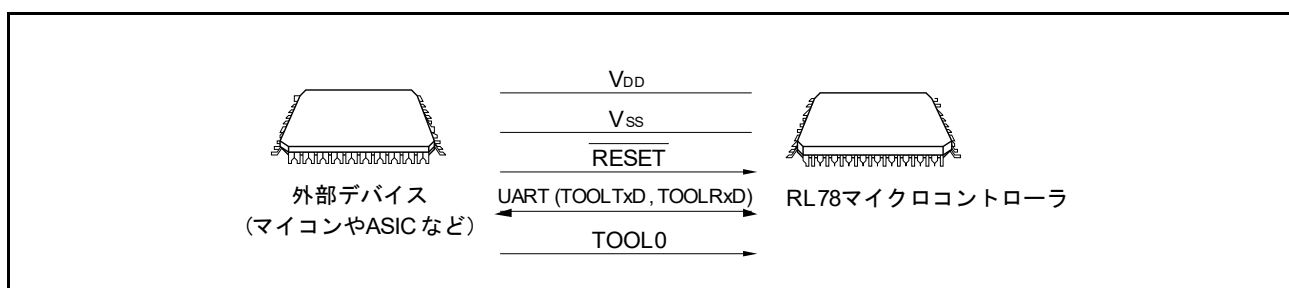 VDD
VSS
RESET
外部デバイス
(マイコンやASICなど)
UART (TOOLTxD, TOOLRxD)
RL78マイクロコントローラ
TOOL0